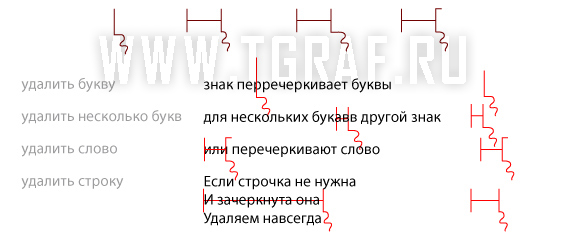 WWW.TGRAF.RU
удалить букву знак перречеркивает буквы
удалить несколько букв для нескольких букавв другой знак
удалить слово или перечеркивают слово
удалить строку Если строчка не нужна
И зачеркнута она
Удаляем навсегда